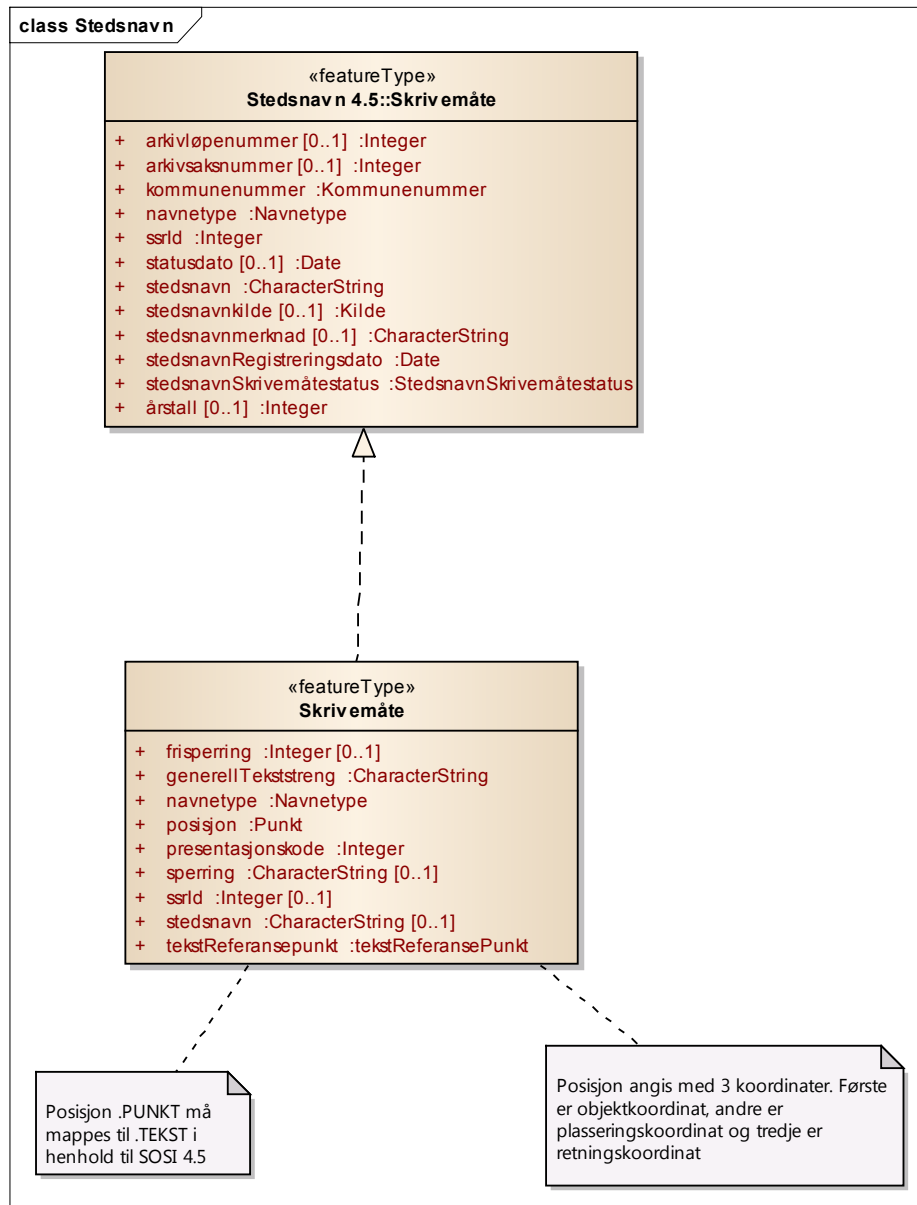 class Stedsnavn
«featureType»
Stedsnavn 4.5::Skrivemåte
+ arkivløpenummer [0..1] :Integer
+ arkivsaksnummer [0..1] :Integer
+ kommunenummer :Kommunenummer
+ navnetype :Navnetype
+ ssrId :Integer
+ statusdato [0..1] :Date
+ stedsnavn :CharacterString
+ stedsnavnkilde [0..1] :Kilde
+ stedsnavnmerknad [0..1] :CharacterString
+ stedsnavnRegistreringsdato :Date
+ stedsnavnSkrivemåtestatus :StedsnavnSkrivemåtestatus
+ årstall [0..1] :Integer
«featureType»
Skrivemåte
+ frisperring :Integer [0..1]
+ generellTekststreng :CharacterString
+ navnetype :Navnetype
+ posisjon :Punkt
+ presentasjonskode :Integer
+ sperring :CharacterString [0..1]
+ ssrId :Integer [0..1]
+ stedsnavn :CharacterString [0..1]
+ tekstReferansepunkt :tekstReferansePunkt
Posisjon .PUNKT må
mappes til .TEKST i
henhold til SOSI 4.5
Posisjon angis med 3 koordinater. Første
er objektkoordinat, andre er
plasseringskoordinat og tredje er
retningskoordinat